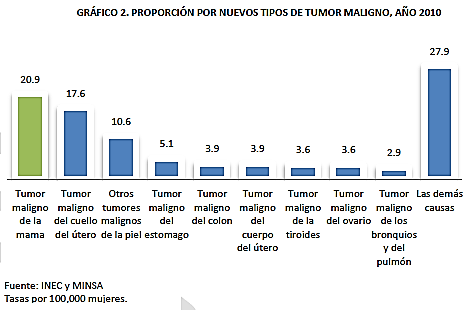 GRÁFICO 2. PROPORCIÓN POR NUEVOS TIPOS DE TUMOR MALIGNO, AÑO 2010
20.9
17.6
10.6
5.1
3.9
3.9
3.6
3.6
2.9
27.9
Tumor
maligno
de la
mama
Tumor
maligno
del cuello
del útero
Otros
tumores
malignos
de la piel
Tumor
maligno
del
estomago
Tumor
maligno
del colon
Tumor
maligno
del
cuerpo
del útero
Tumor
maligno
de la
tiroides
Tumor
maligno
del ovario
Tumor
maligno
de los
bronquios
y del
pulmón
Las demás
causas
Fuente: INEC y MINSA
Tasas por 100,000 mujeres.